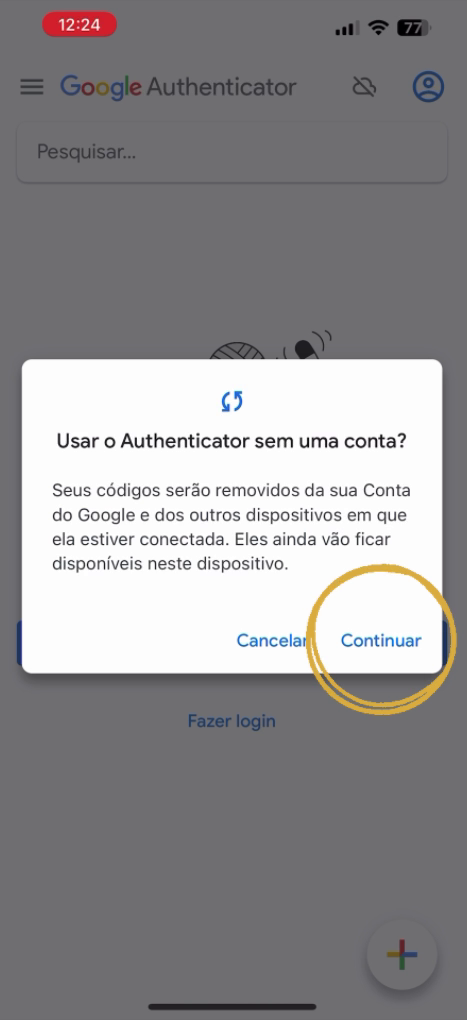 12:24
77
Google Authenticator
Pesquisar...
Usar o Authenticator sem uma conta?
Seus códigos serão removidos da sua Conta
do Google e dos outros dispositivos em que
ela estiver conectada. Eles ainda vão ficar
disponíveis neste dispositivo.
Cancelar Continuar
Fazer login